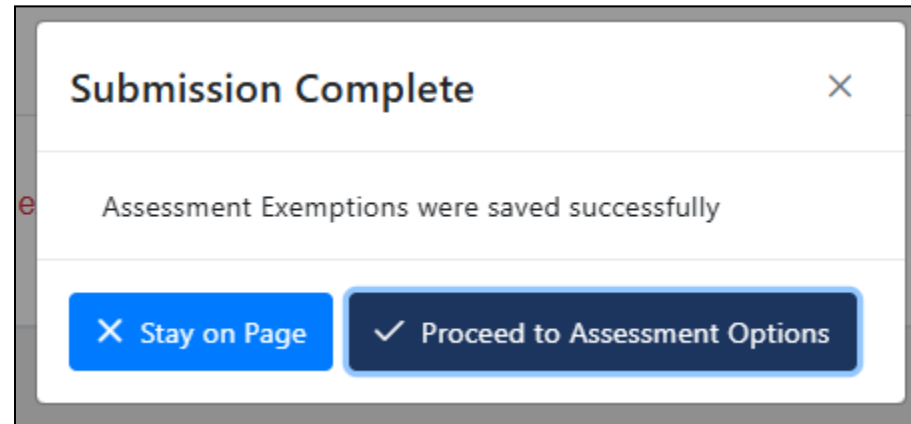 Submission Complete
e
Assessment Exemptions were saved successfully
Stay on Page
Proceed to Assessment Options